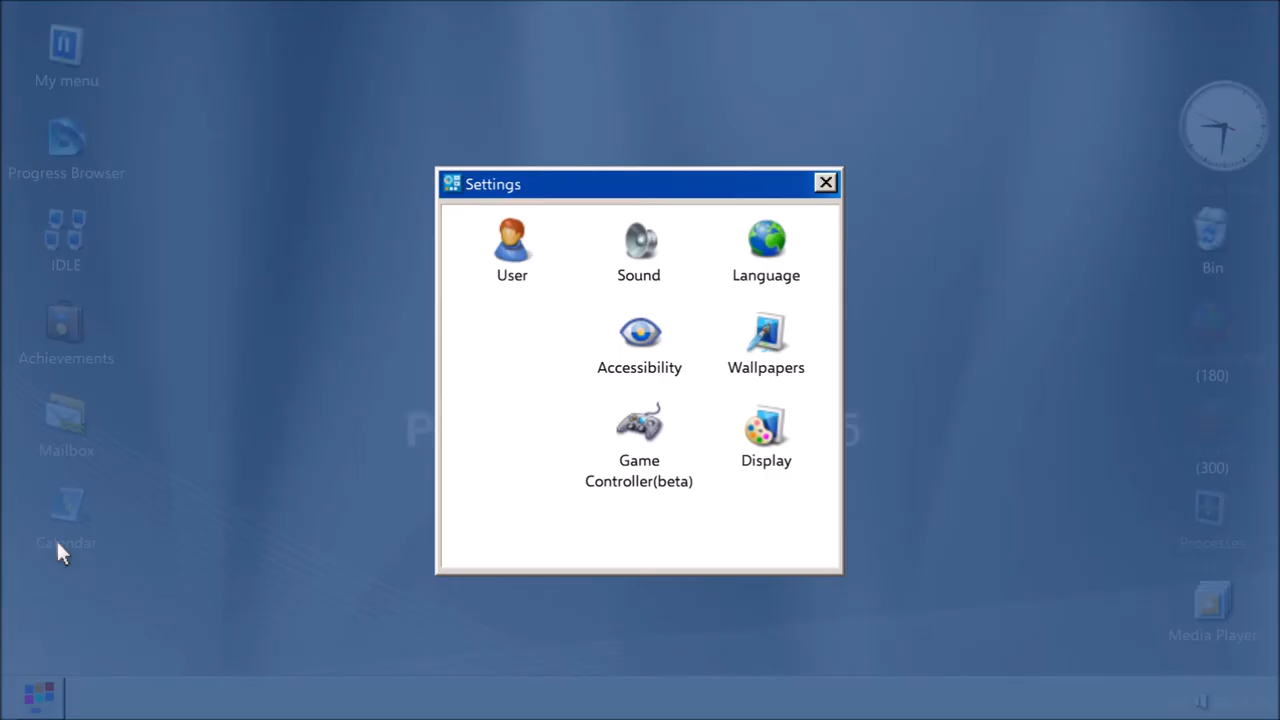 My menu
Progress Browser
IDLE
Achievements
Mailbox
Calendar
Settings
User
Sound
Language
Accessibility
Wallpapers
Game
Controller(beta)
Display
Bin
(180)
(300)
Processes
Media Player